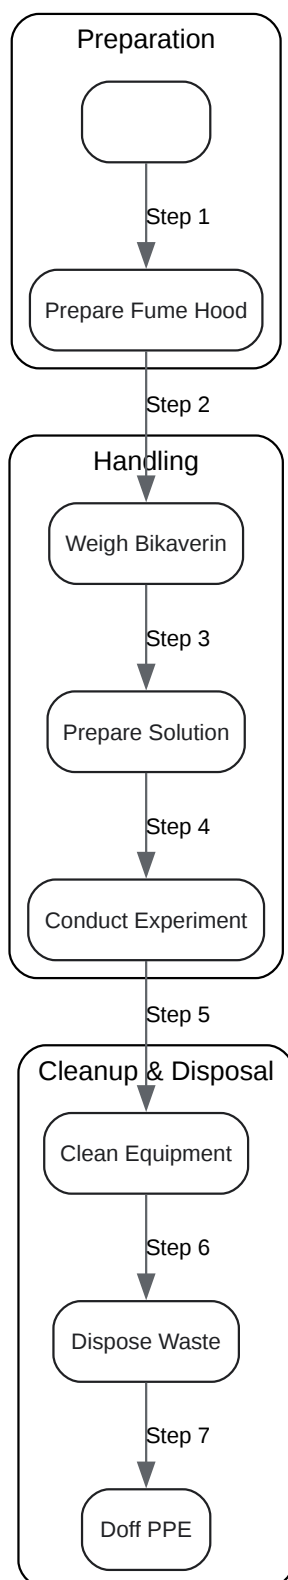 Preparation
Step 1
Prepare Fume Hood
Step 2
Handling
Weigh Bikaverin
Step 3
Prepare Solution
Step 4
Conduct Experiment
Step 5
Cleanup & Disposal
Clean Equipment
Step 6
Dispose Waste
Step 7
Doff PPE